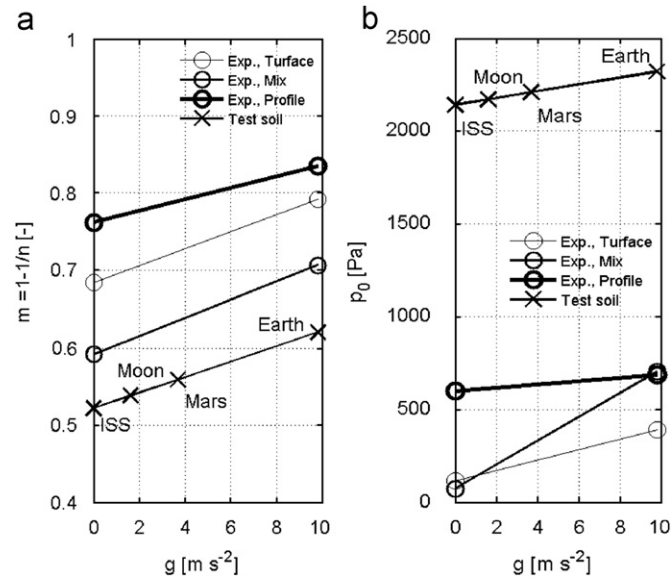 a
1
0.9
0.8
0.7
0.6
0.5
0.4
m =1-1/n [-]
Exp., Turface
Exp., Mix
Exp., Profile
Test soil
Earth
Moon
Mars
ISS
0 2 4 6 8 10
g [m s-2]
b
2500
2000
1500
1000
500
0
p0 [Pa]
Earth
Moon
Mars
ISS
Exp., Turface
Exp., Mix
Exp., Profile
Test soil
0 2 4 6 8 10
g [m s-2]